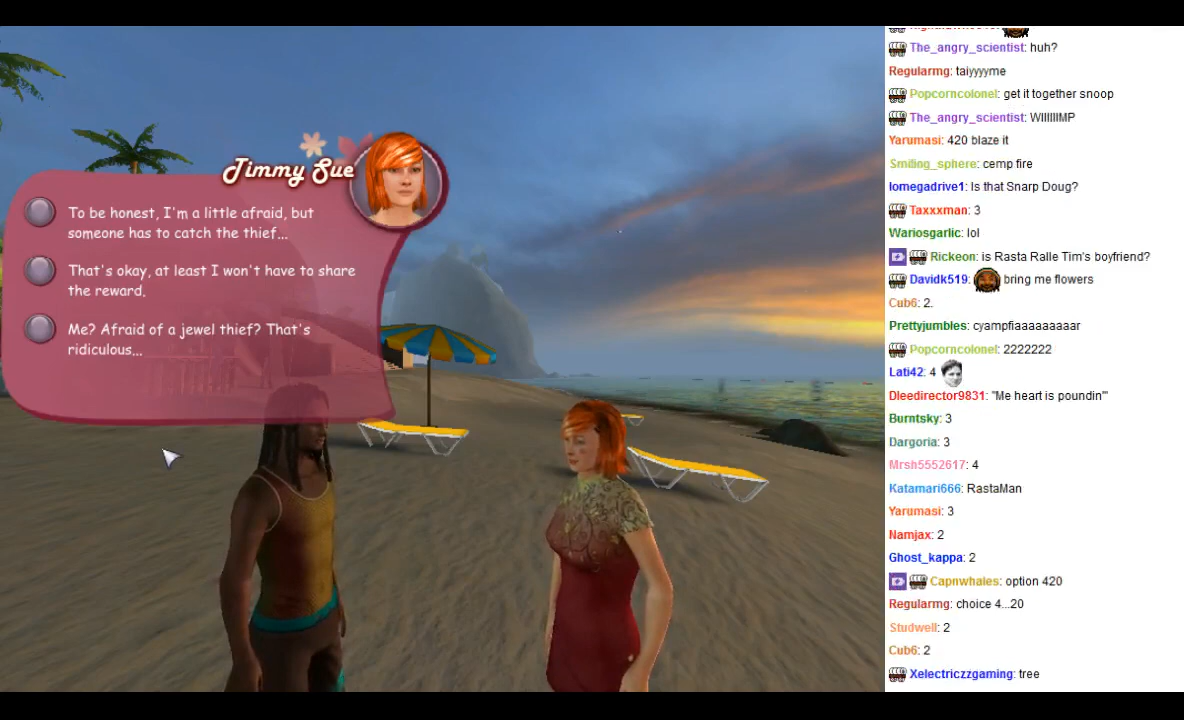 Timmy Sue
To be honest, I'm a little afraid, but
someone has to catch the thief...
That's okay, at least I won't have to share
the reward.
Me? Afraid of a jewel thief? That's
ridiculous...
The_angry_scientist: huh?
Regularmg: taiyyyyme
Popcorncolonel: get it together snoop
The_angry_scientist: WIIIIIIMP
Yarumasi: 420 blaze it
Smiling_sphere: cemp fire
Iomegadrive1: Is that Snarp Doug?
Taxxxman: 3
Wariosgarlic: lol
Rickeon: is Rasta Ralle Tim's boyfriend?
Davidk519: bring me flowers
Cub6: 2.
Prettyjumbles: cyampfiaaaaaaaar
Popcorncolonel: 2222222
Lati42: 4
Dleedirector9831: "Me heart is poundin'"
Burntsky: 3
Dargoria: 3
Mrsh5552617: 4
Katamari666: RastaMan
Yarumasi: 3
Namjax: 2
Ghost_kappa: 2
Capnwhales: option 420
Regularmg: choice 4...20
Studwell: 2
Cub6: 2
Xelectriczzgaming: tree